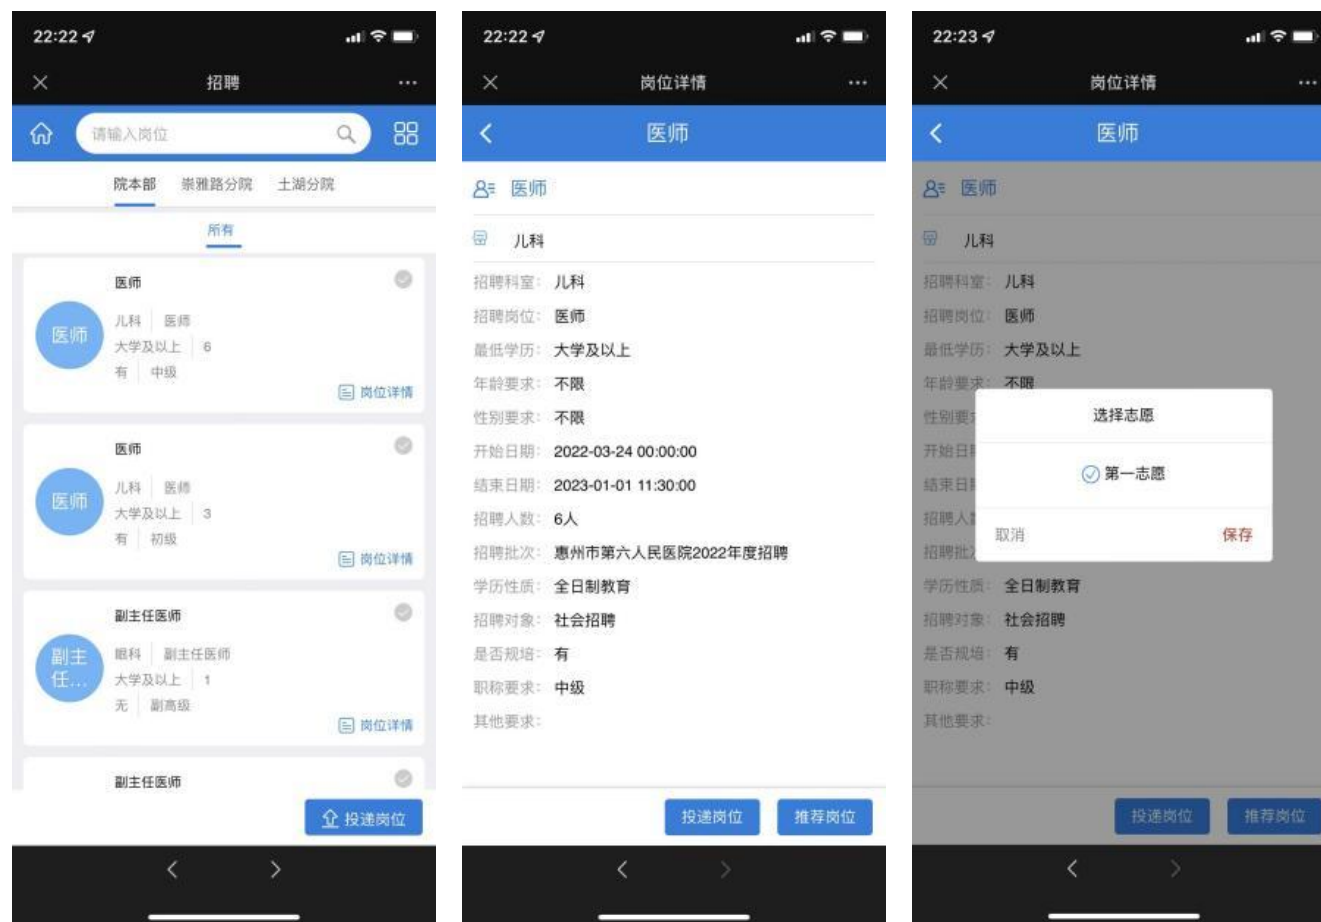 22:22
招聘
请输入岗位
院本部 崇雅路分院 土湖分院
所有
医师
医师
儿科 医师
大学及以上 6
有 中级
岗位详情
医师
医师
儿科 医师
大学及以上 3
有 初级
岗位详情
副主任医师
副主任...
眼科 副主任医师
大学及以上 1
无 副高级
岗位详情
副主任医师
投递岗位
22:22
岗位详情
医师
医师
儿科
招聘科室: 儿科
招聘岗位: 医师
最低学历: 大学及以上
年龄要求: 不限
性别要求: 不限
开始日期: 2022-03-24 00:00:00
结束日期: 2023-01-01 11:30:00
招聘人数: 6人
招聘批次: 惠州市第六人民医院2022年度招聘
学历性质: 全日制教育
招聘对象: 社会招聘
是否规培: 有
职称要求: 中级
其他要求:
投递岗位 推荐岗位
22:23
岗位详情
医师
医师
儿科
招聘科室: 儿科
招聘岗位: 医师
最低学历: 大学及以上
年龄要求: 不限
性别要
开始日
结束日
招聘人
招聘批
选择志愿
第一志愿
取消 保存
学历性质: 全日制教育
招聘对象: 社会招聘
是否规培: 有
职称要求: 中级
其他要求:
投递岗位 推荐岗位